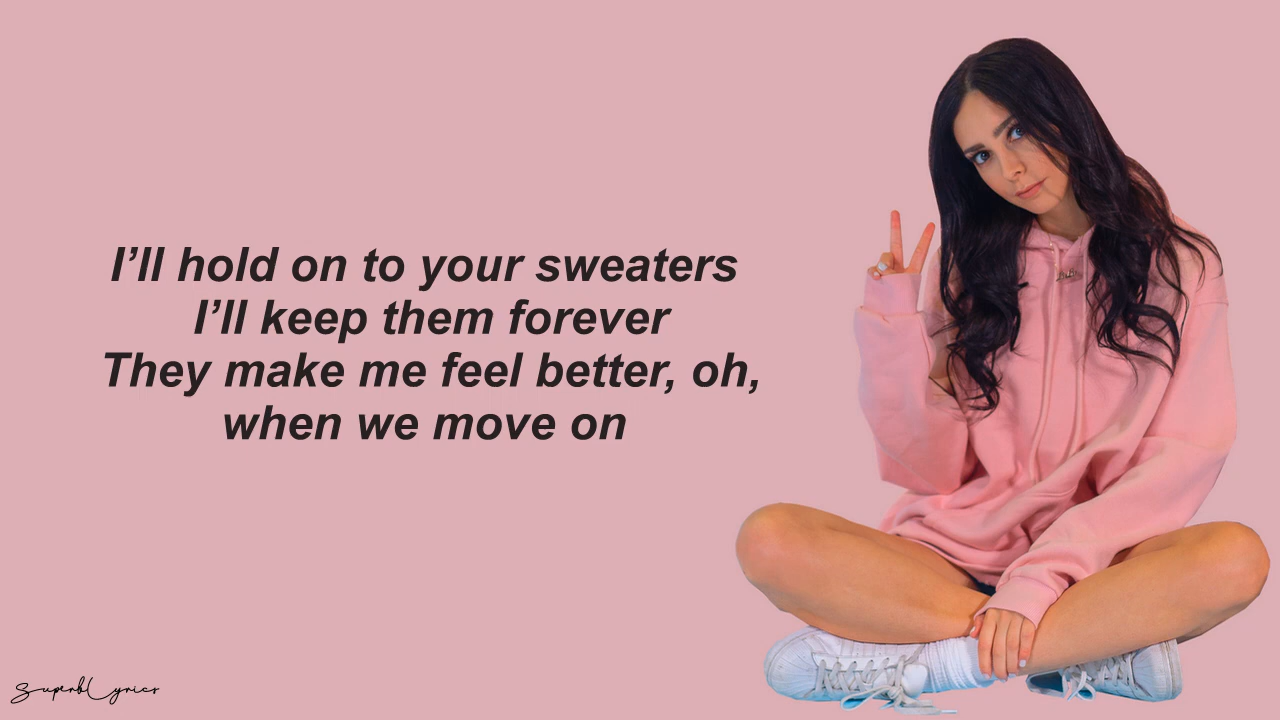 I’ll hold on to your sweaters
I’ll keep them forever
They make me feel better, oh,
when we move on
SuperbLyrics